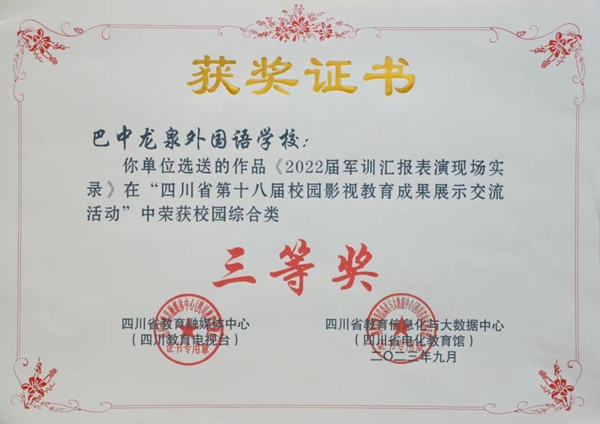 获奖证书
巴中龙泉外国语学校：
你单位选送的作品《2022届军训汇报表演现场实
录》在“四川省第十八届校园影视教育成果展示交流
活动”中荣获校园综合类
三等奖
四川省教育融媒体中心
（四川教育电视台）
证书专用章
四川省教育信息化与大数据中心
（四川省电化教育馆）
二〇二三年九月